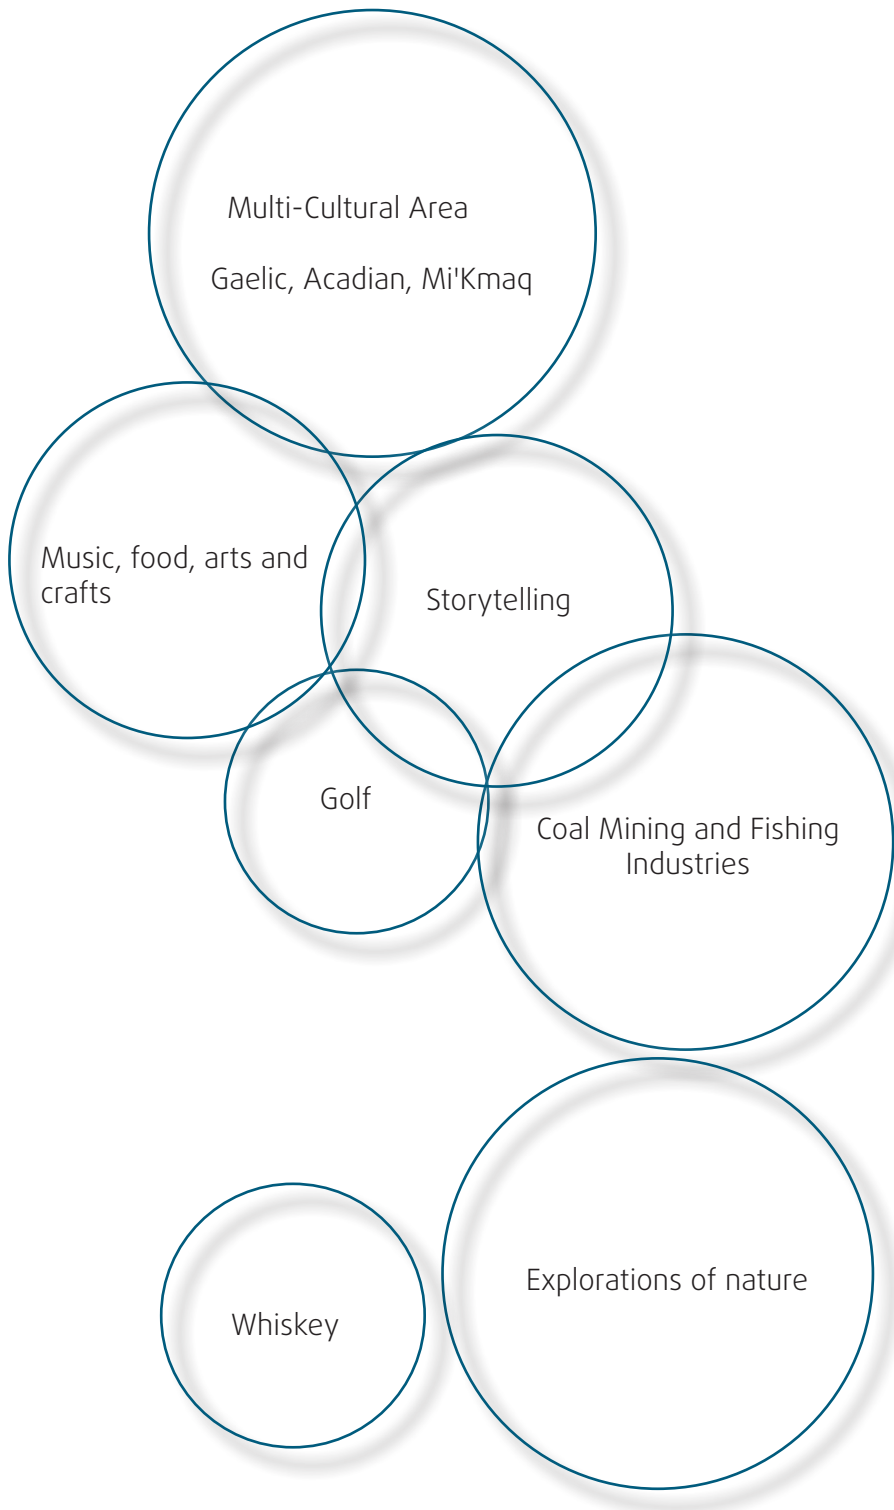 Multi-Cultural Area
Gaelic, Acadian, Mi'Kmaq
Music, food, arts and
crafts
Storytelling
Golf
Coal Mining and Fishing
Industries
Explorations of nature
Whiskey